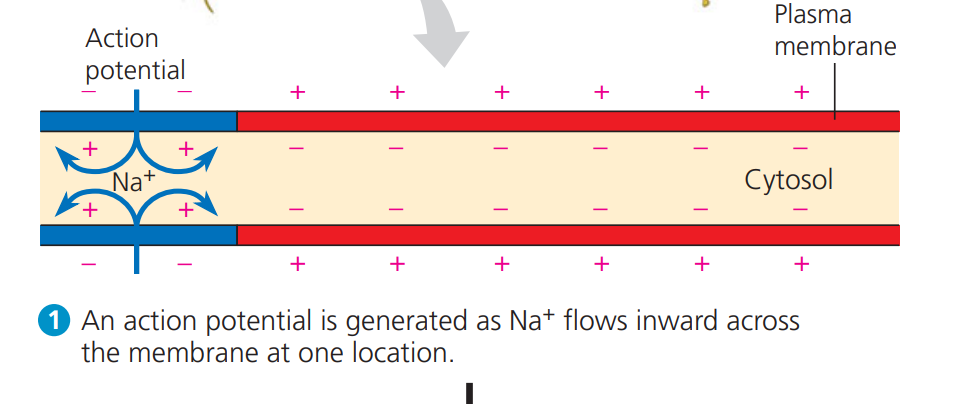 Plasma
membrane
Action
potential
− − + + + + + +
+ + − − − − − −
Na+
Cytosol
+ + − − − − − −
− − + + + + + +
1 An action potential is generated as Na+ flows inward across
the membrane at one location.